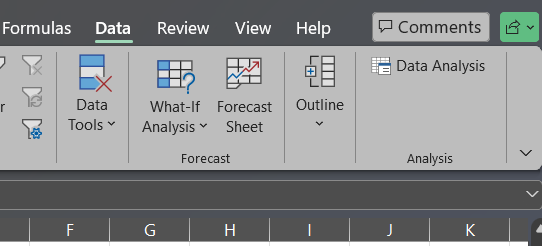 Formulas Data Review View Help Comments
r
Data Tools
What-If Analysis
Forecast Sheet
Outline
Data Analysis
Forecast
Analysis
F G H I J K